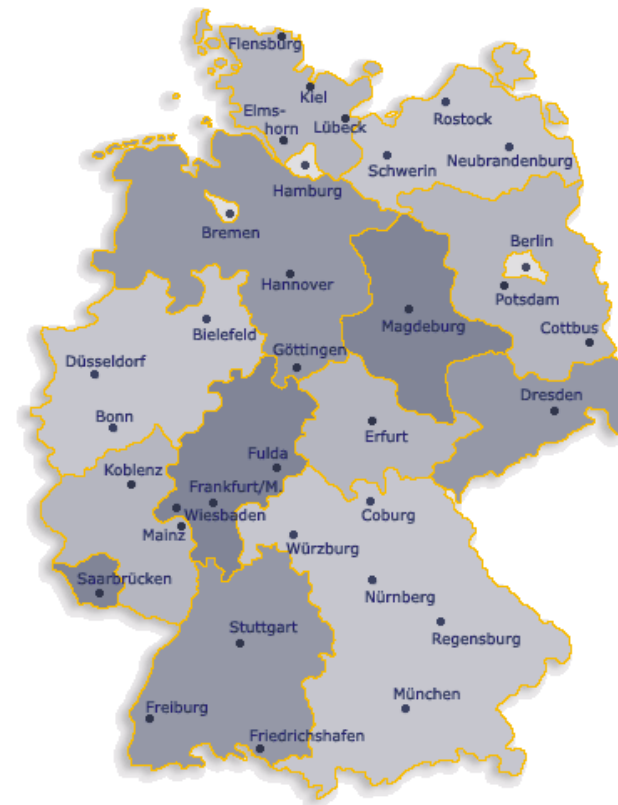 Flensburg
Kiel
Elms-
horn
Lübeck
Rostock
Schwerin
Neubrandenburg
Hamburg
Bremen
Berlin
Hannover
Potsdam
Magdeburg
Bielefeld
Cottbus
Göttingen
Düsseldorf
Dresden
Bonn
Erfurt
Fulda
Koblenz
Frankfurt/M.
Wiesbaden
Coburg
Mainz
Würzburg
Saarbrücken
Nürnberg
Stuttgart
Regensburg
München
Freiburg
Friedrichshafen